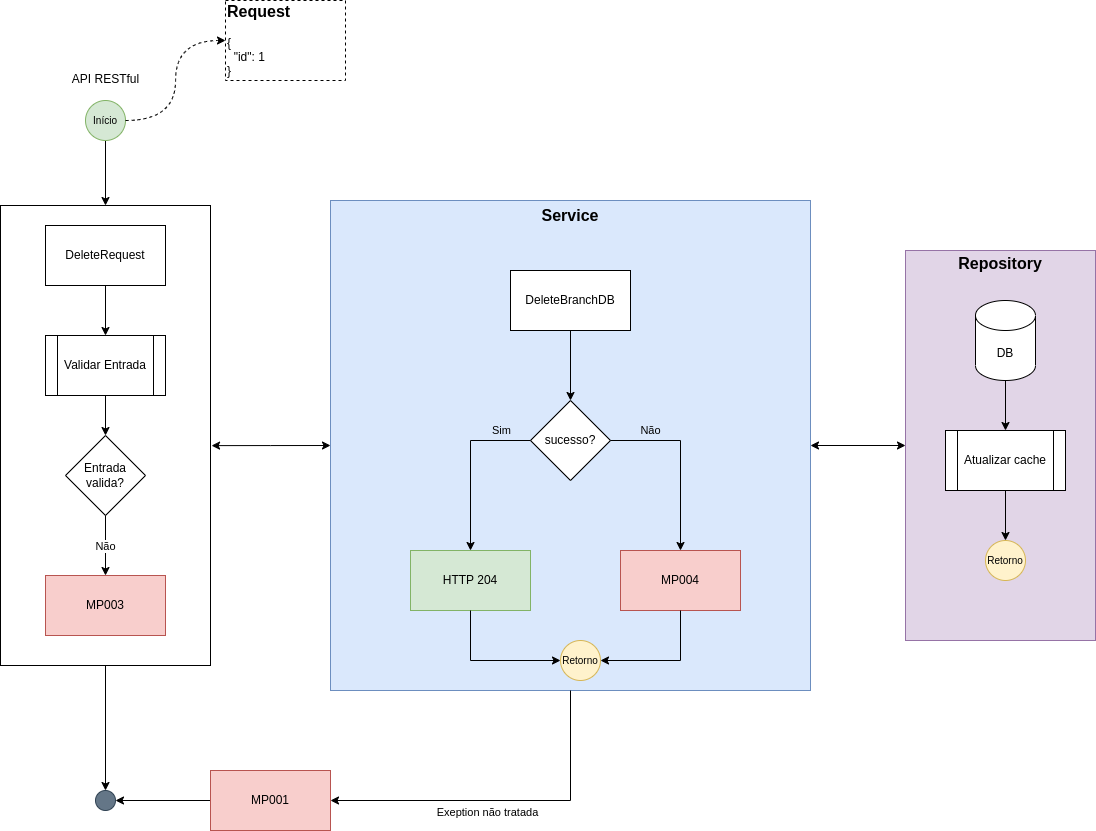 Request
{
"id": 1
}
API RESTful
Início
DeleteRequest
Validar Entrada
Entrada
valida?
Não
MP003
Service
DeleteBranchDB
sucesso?
Sim
Não
HTTP 204
MP004
Retorno
Repository
DB
Atualizar cache
Retorno
MP001
Exeption não tratada